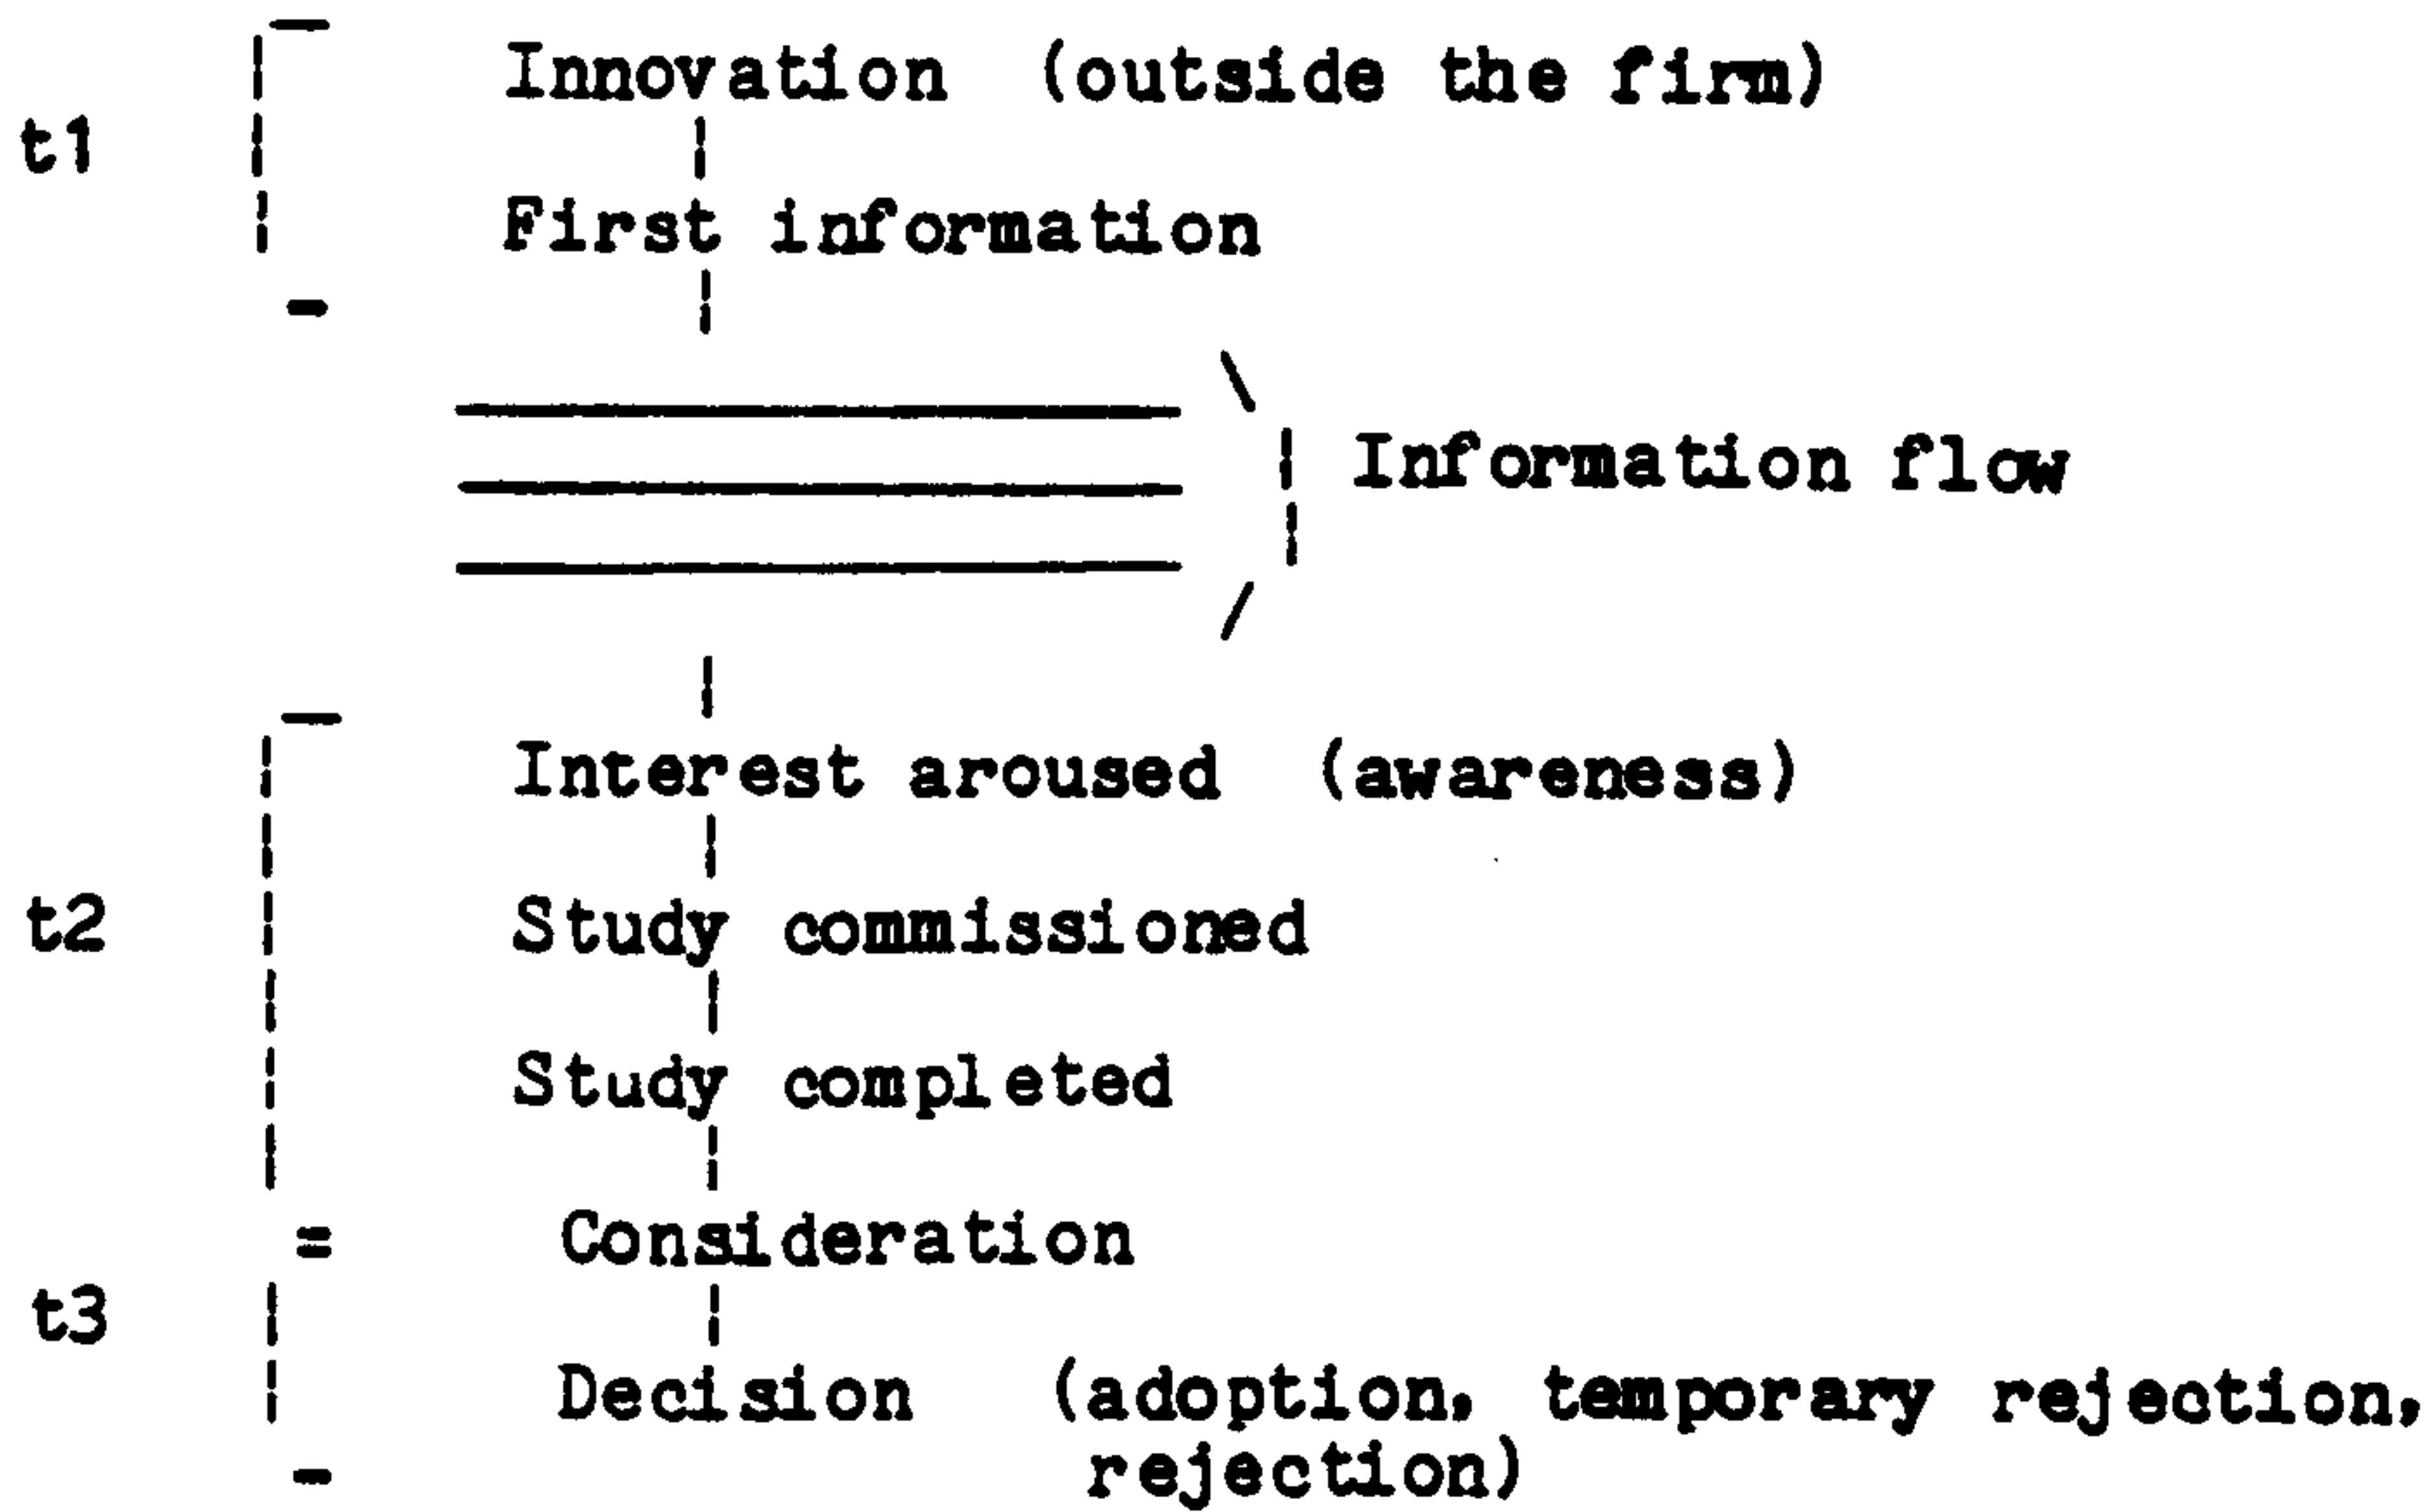 Innovation (outside the firm)
t1
First information
Information flow
Interest aroused (awareness)
t2 Study commissioned
Study completed
Consideration
t3
Decision (adoption, temporary rejection,
rejection)